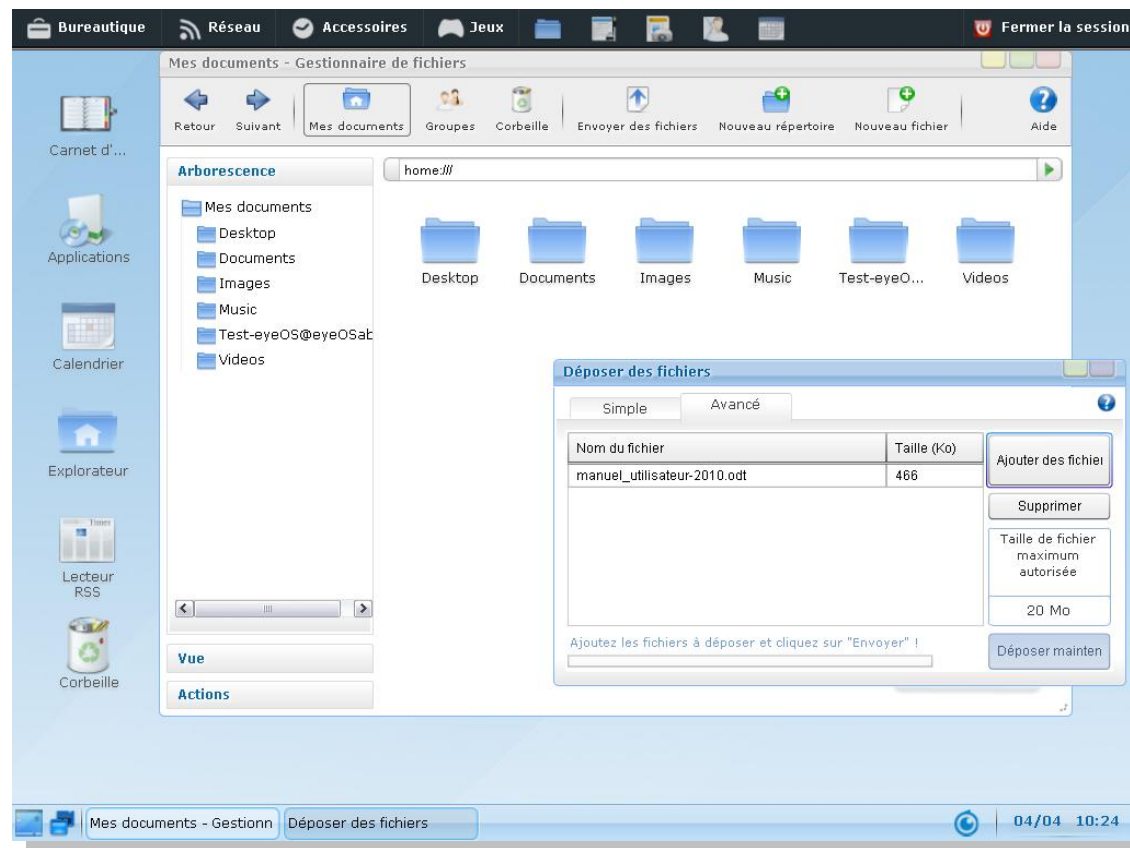 Bureautique Réseau Accessoires Jeux Fermer la session
Mes documents - Gestionnaire de fichiers
Retour Suivant Mes documents Groupes Corbeille Envoyer des fichiers Nouveau répertoire Nouveau fichier Aide
Carnet d'...
Applications
Calendrier
Explorateur
Times
Lecteur
RSS
Corbeille
Arborescence
home:///
Mes documents
Desktop
Documents
Images
Music
Test-eyeOS@eyeOSab
Videos
Desktop Documents Images Music Test-eyeO... Videos
Vue
Actions
Déposer des fichiers
Simple Avancé
Nom du fichier Taille (Ko)
manuel_utilisateur-2010.odt 466
Ajouter des fichier
Supprimer
Taille de fichier
maximum
autorisée
20 Mo
Ajoutez les fichiers à déposer et cliquez sur "Envoyer" !
Déposer mainten
Mes documents - Gestionn Déposer des fichiers 04/04 10:24